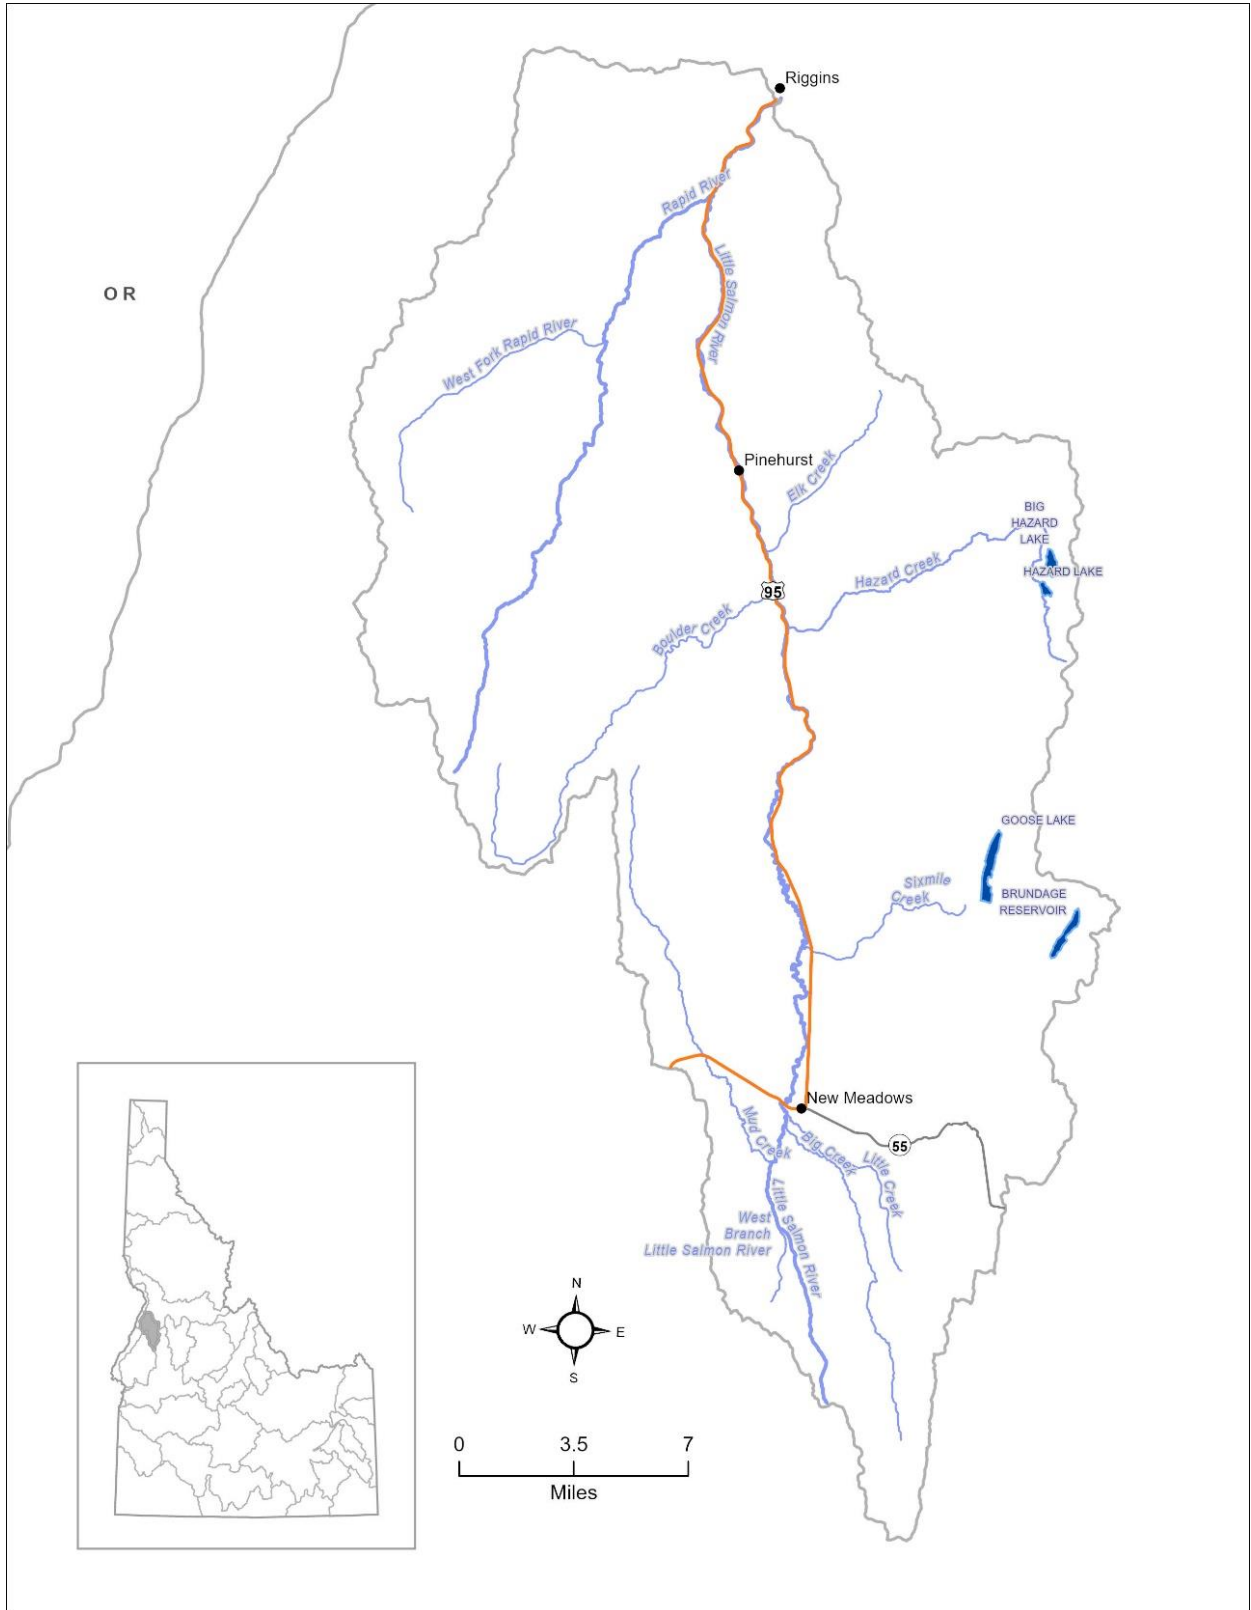 Riggins
Rapid River
OR
Little Salmon River
West Fork Rapid River
Pinehurst
Elk Creek
BIG
HAZARD
LAKE
Hazard Creek
HAZARD LAKE
95
Boulder Creek
GOOSE LAKE
Sixmile
Creek
BRUNDAGE
RESERVOIR
New Meadows
Mud Creek
Big Creek
55
Little Creek
Little Salmon River
West
Branch
Little Salmon River
N
W
E
S
0 3.5 7
Miles